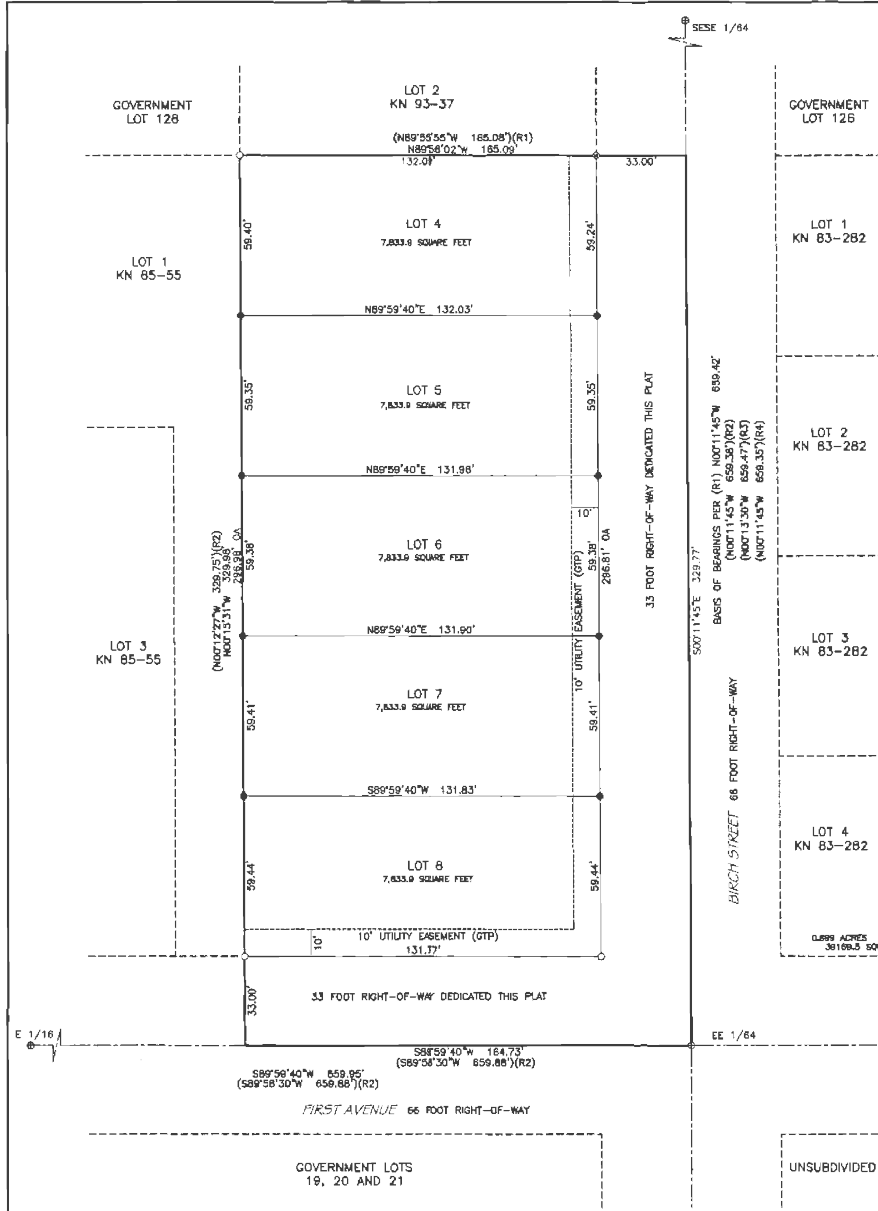 SESE 1/64
LOT 2
KN 93-37
GOVERNMENT
LOT 128
GOVERNMENT
LOT 126
(N89°55'55"W 165.08')(R1)
N89°56'02"W 165.09'
132.09'
33.00'
LOT 4
7,833.9 SQUARE FEET
59.40'
59.24'
LOT 1
KN 83-282
LOT 1
KN 85-55
N89°59'40"E 132.03'
LOT 5
7,833.9 SQUARE FEET
59.35'
59.35'
33 FOOT RIGHT-OF-WAY DEDICATED THIS PLAT
BASIS OF BEARINGS PER (R1) N00°11'45"W 659.42'
(N00°11'45"W 659.38')(R2)
(N00°13'30"W 659.47')(R3)
(N00°11'45"W 659.35')(R4)
LOT 2
KN 83-282
N89°59'40"E 131.96'
10'
LOT 6
7,833.9 SQUARE FEET
(N00°12'27"W 329.75')(R2)
N00°15'31"W 329.98'
296.98' OA
59.38'
59.38'
296.81' OA
10' UTILITY EASEMENT (GTP)
S00°11'45"E 329.77'
N89°59'40"E 131.90'
LOT 3
KN 85-55
LOT 3
KN 83-282
LOT 7
7,833.9 SQUARE FEET
59.41'
59.41'
S89°59'40"W 131.83'
BIRCH STREET 66 FOOT RIGHT-OF-WAY
LOT 4
KN 83-282
LOT 8
7,833.9 SQUARE FEET
59.44'
59.44'
10' UTILITY EASEMENT (GTP)
10'
131.77'
0.899 ACRES
33 FOOT RIGHT-OF-WAY DEDICATED THIS PLAT
33.00'
E 1/16
EE 1/64
S89°59'40"W 164.73'
(S89°58'30"W 659.88')(R2)
S89°59'40"W 659.95'
(S89°58'30"W 659.88')(R2)
FIRST AVENUE 66 FOOT RIGHT-OF-WAY
GOVERNMENT LOTS
19, 20 AND 21
UNSUBDIVIDED